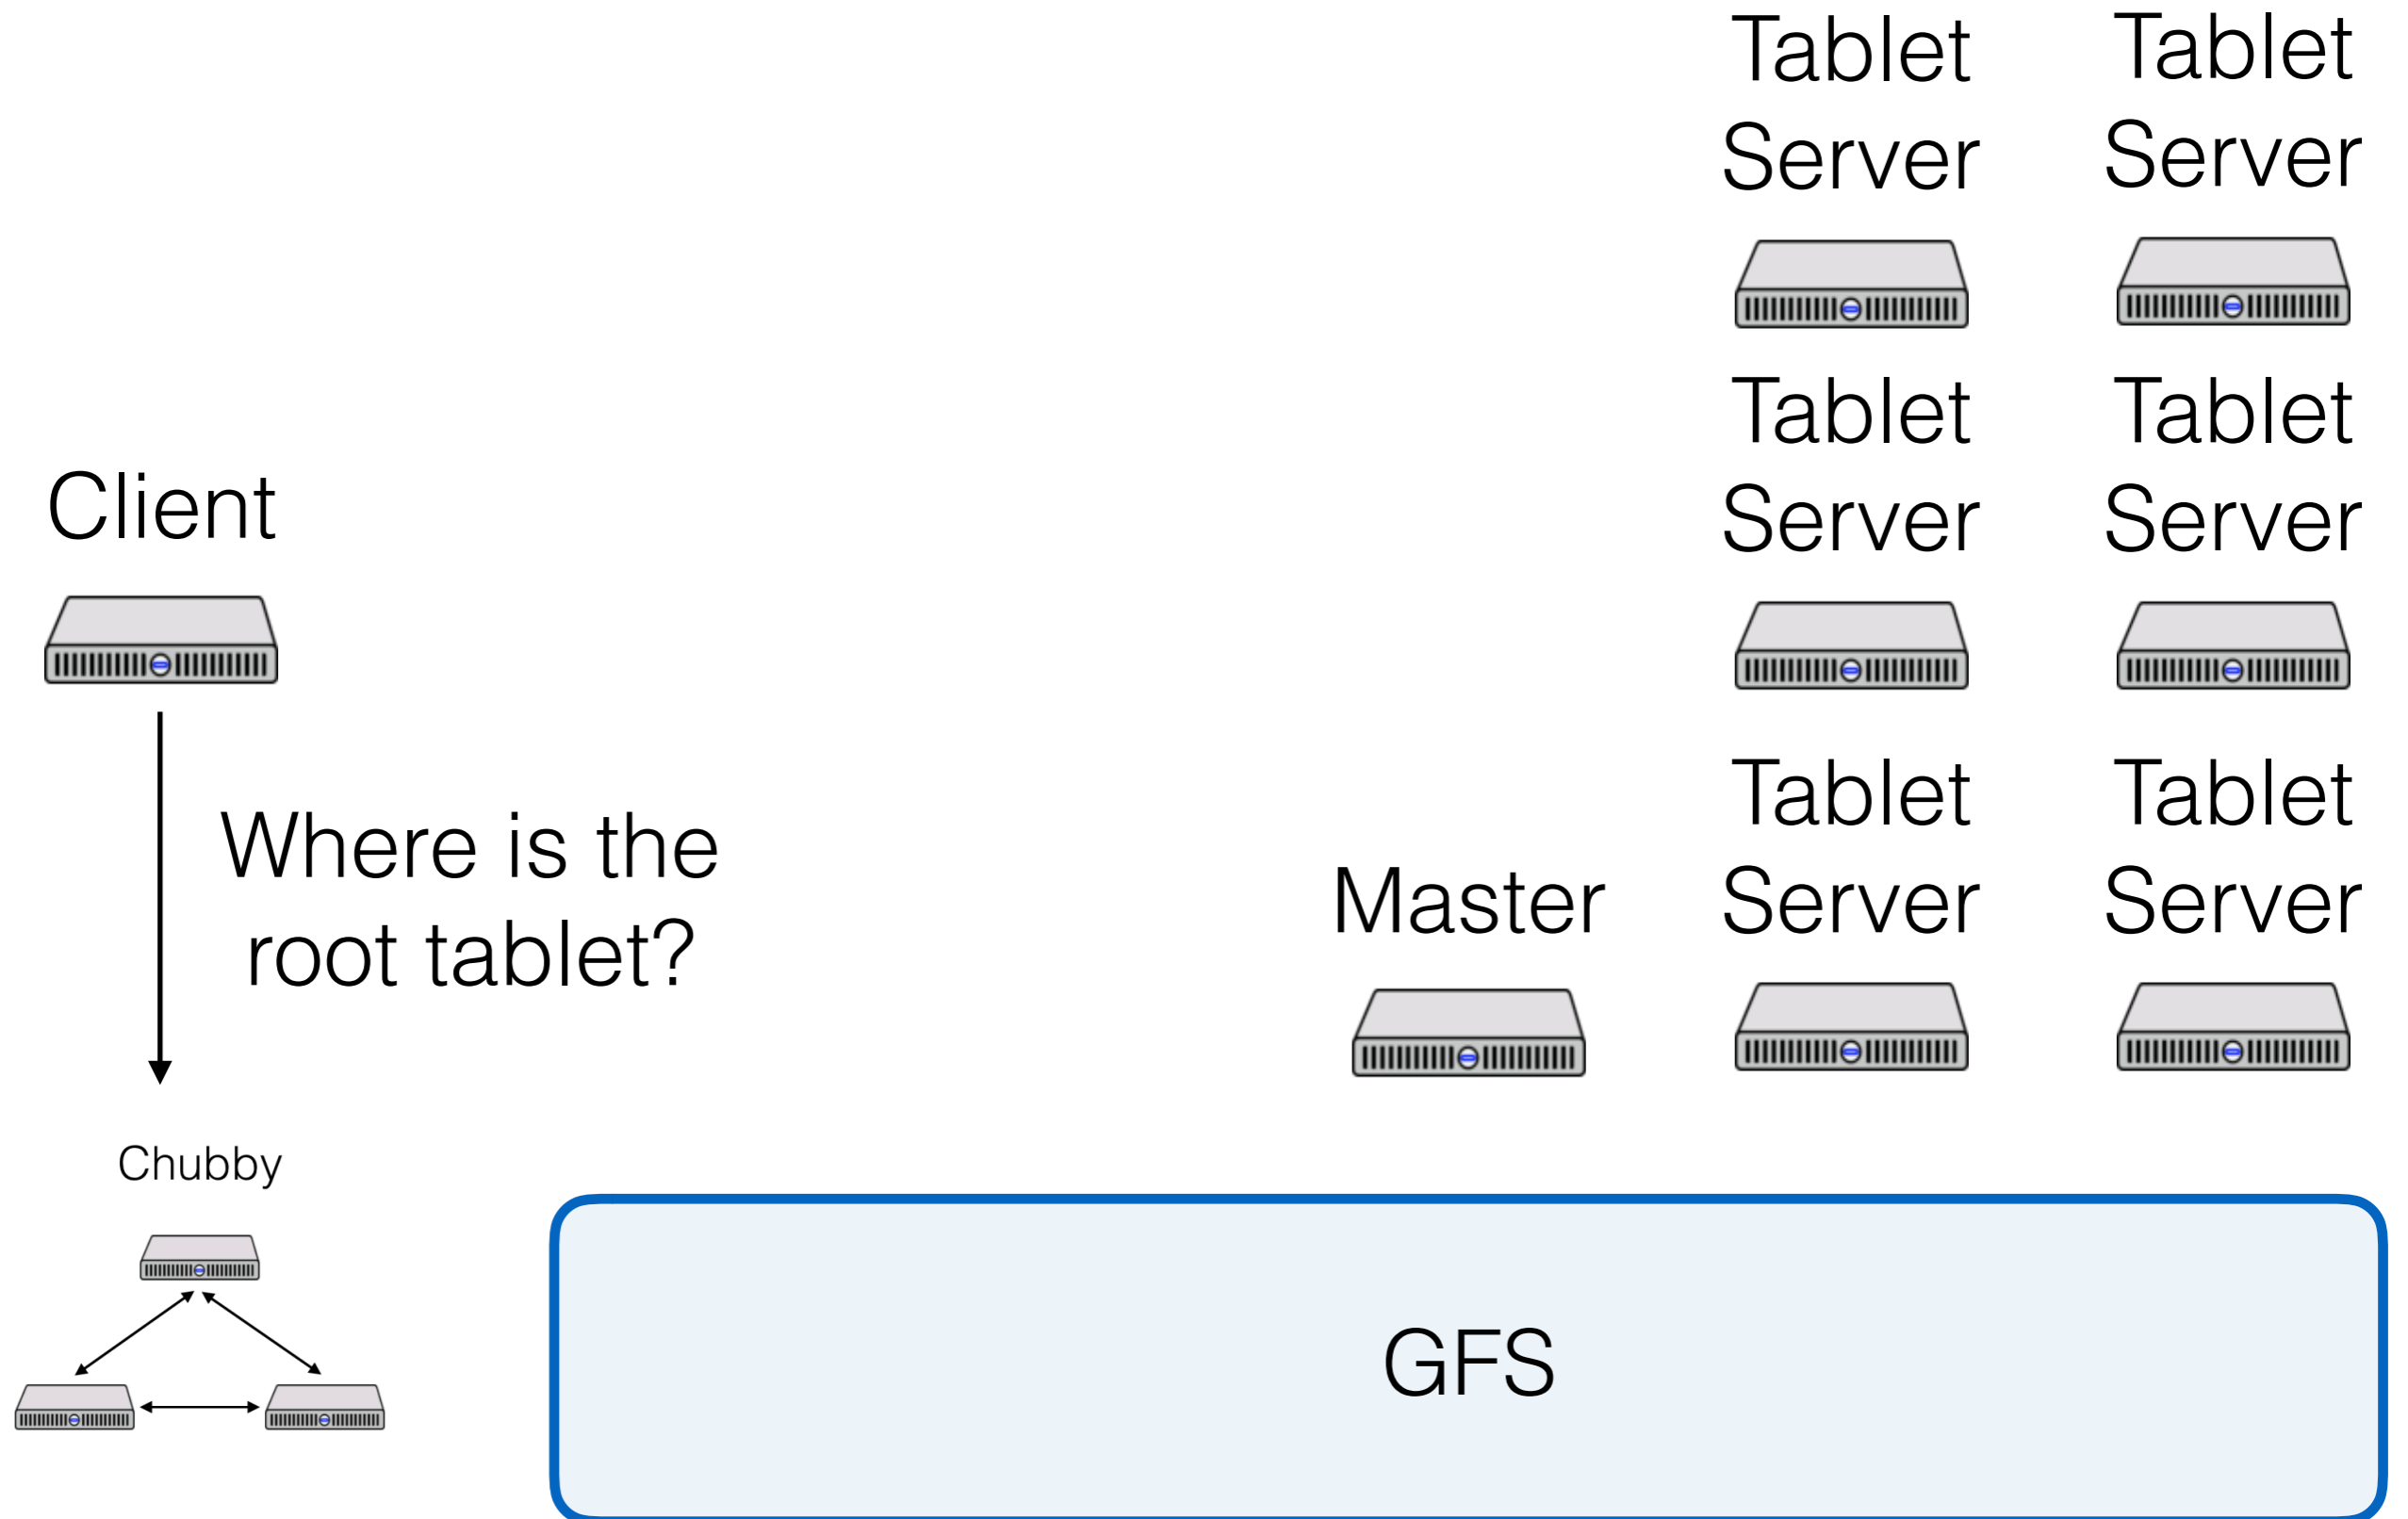 Tablet
Server
Tablet
Server
Tablet
Server
Tablet
Server
Client
Where is the
root tablet?
Master
Tablet
Server
Tablet
Server
Chubby
GFS